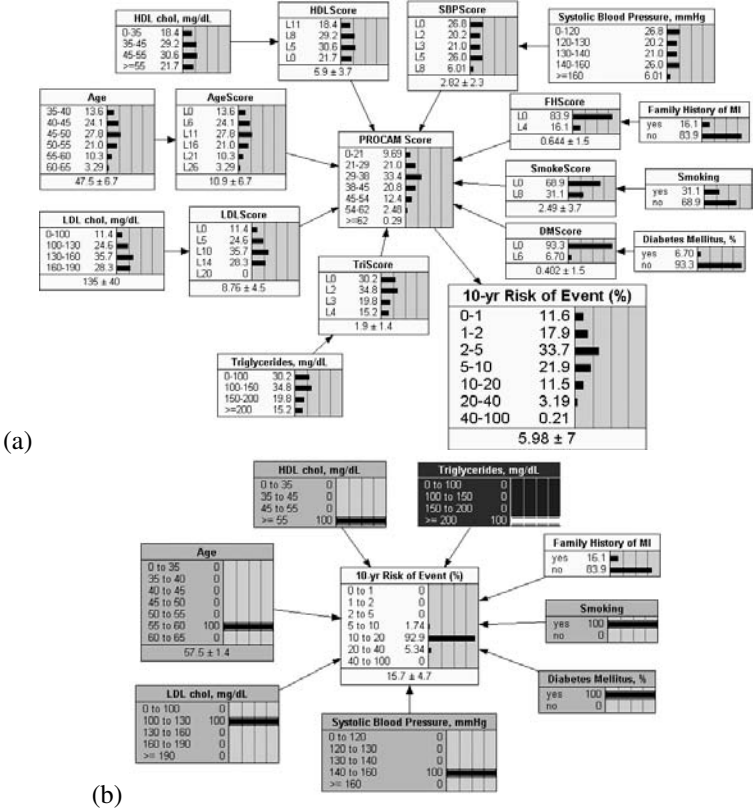 HDL chol, mg/dL
0-35 18.4
35-45 29.2
45-55 30.6
>=55 21.7
HDLScore
L11 18.4
L8 29.2
L5 30.6
L0 21.7
5.9 ± 3.7
SBPScore
L0 26.8
L2 20.2
L3 21.0
L5 26.0
L8 6.01
2.82 ± 2.3
Systolic Blood Pressure, mmHg
0-120 26.8
120-130 20.2
130-140 21.0
140-160 26.0
>=160 6.01
Age
35-40 13.6
40-45 24.1
45-50 27.8
50-55 21.0
55-60 10.3
60-65 3.29
47.5 ± 6.7
AgeScore
L0 13.6
L6 24.1
L11 27.8
L16 21.0
L21 10.3
L26 3.29
10.9 ± 6.7
PROCAM Score
0-21 9.69
21-29 21.0
29-38 33.4
38-45 20.8
45-54 12.4
54-62 2.48
>=62 0.29
FHScore
L0 83.9
L4 16.1
0.644 ± 1.5
Family History of MI
yes 16.1
no 83.9
SmokeScore
L0 68.9
L8 31.1
2.49 ± 3.7
Smoking
yes 31.1
no 68.9
LDL chol, mg/dL
0-100 11.4
100-130 24.6
130-160 35.7
160-190 28.3
135 ± 40
LDLScore
L0 11.4
L5 24.6
L10 35.7
L14 28.3
L20 0
8.76 ± 4.5
DMScore
L0 93.3
L6 6.70
0.402 ± 1.5
Diabetes Mellitus, %
yes 6.70
no 93.3
TriScore
L0 30.2
L2 34.8
L3 19.8
L4 15.2
1.9 ± 1.4
Triglycerides, mg/dL
0-100 30.2
100-150 34.8
150-200 19.8
>=200 15.2
10-yr Risk of Event (%)
0-1 11.6
1-2 17.9
2-5 33.7
5-10 21.9
10-20 11.5
20-40 3.19
40-100 0.21
5.98 ± 7
(a)
HDL chol, mg/dL
0 to 35 0
35 to 45 0
45 to 55 0
>= 55 100
Triglycerides, mg/dL
0 to 100 0
100 to 150 0
150 to 200 0
>= 200 100
Age
0 to 35 0
35 to 40 0
40 to 45 0
45 to 50 0
50 to 55 0
55 to 60 100
60 to 65 0
57.5 ± 1.4
10-yr Risk of Event (%)
0 to 1 0
1 to 2 0
2 to 5 0
5 to 10 1.74
10 to 20 92.9
20 to 40 5.34
40 to 100 0
15.7 ± 4.7
Family History of MI
yes 16.1
no 83.9
Smoking
yes 100
no 0
Diabetes Mellitus, %
yes 100
no 0
LDL chol, mg/dL
0 to 100 0
100 to 130 100
130 to 160 0
160 to 190 0
>= 190 0
Systolic Blood Pressure, mmHg
0 to 120 0
120 to 130 0
130 to 140 0
140 to 160 100
>= 160 0
(b)